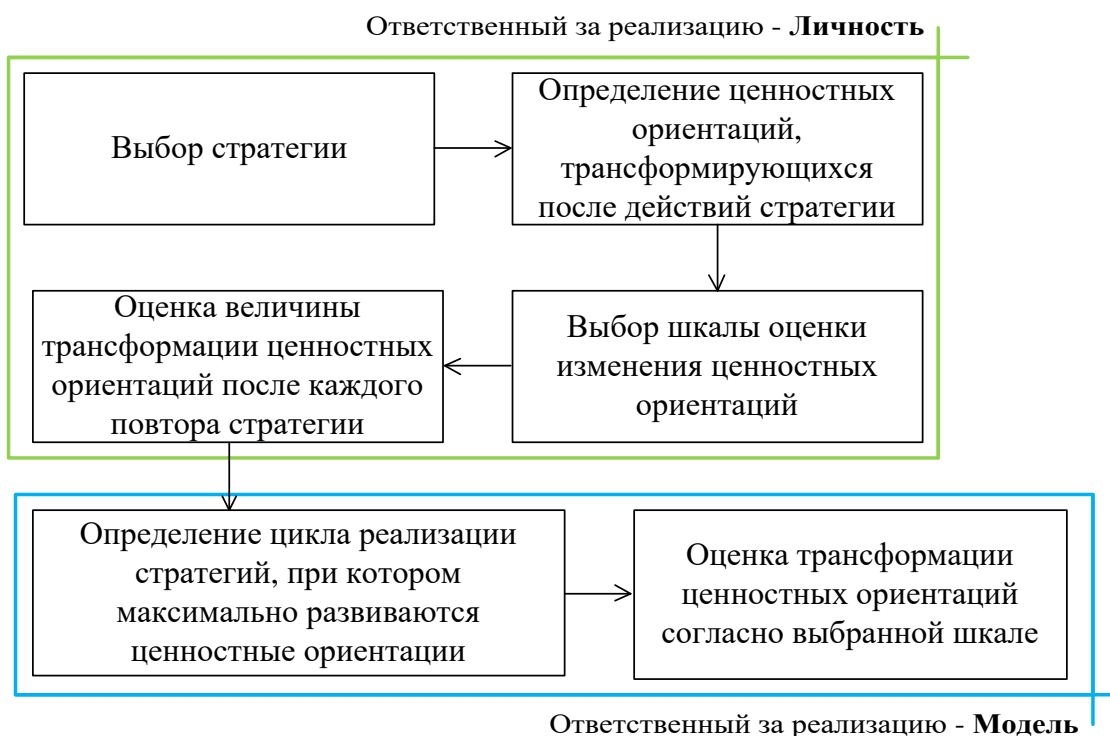 Ответственный за реализацию - Личность
Выбор стратегии
Определение ценностных
ориентаций,
трансформирующихся
после действий стратегии
Выбор шкалы оценки
изменения ценностных
ориентаций
Оценка величины
трансформации ценностных
ориентаций после каждого
повтора стратегии
Определение цикла реализации
стратегий, при котором
максимально развиваются
ценностные ориентации
Оценка трансформации
ценностных ориентаций
согласно выбранной шкале
Ответственный за реализацию - Модель